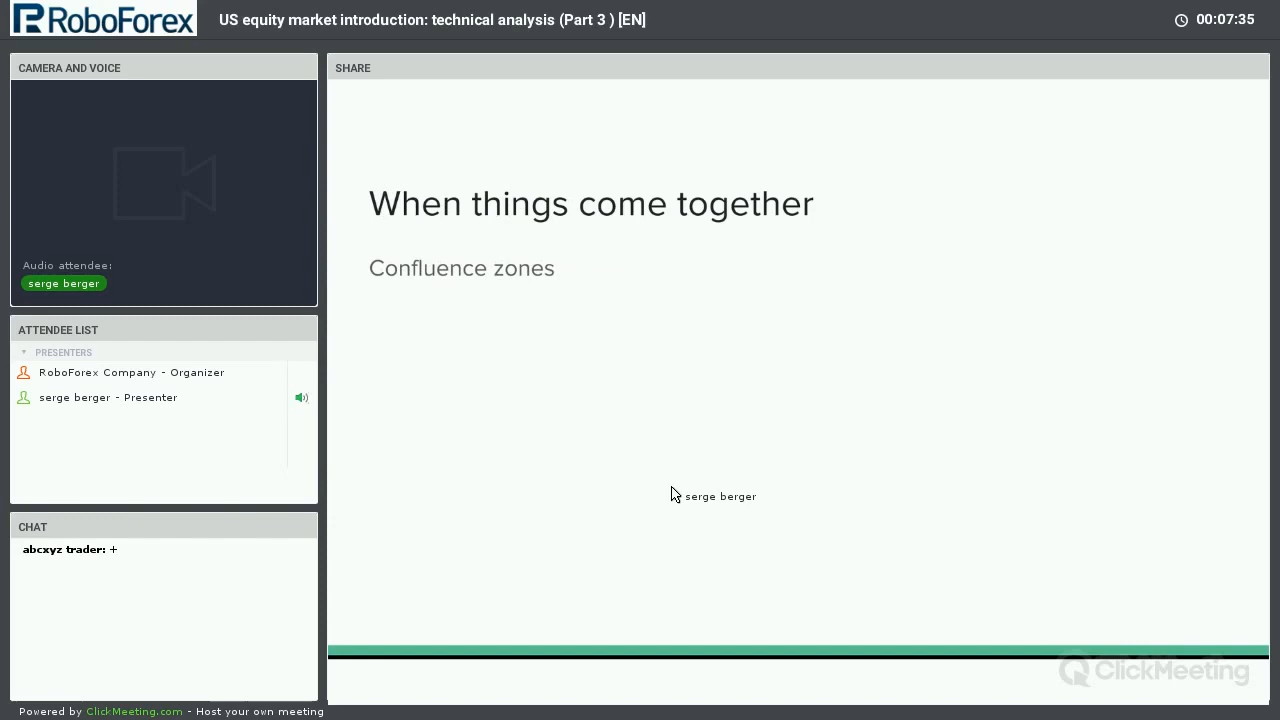 RoboForex
US equity market introduction: technical analysis (Part 3 ) [EN]
00:07:35
CAMERA AND VOICE
Audio attendee:
serge berger
ATTENDEE LIST
PRESENTERS
RoboForex Company - Organizer
serge berger - Presenter
CHAT
abcxyz trader: +
SHARE
When things come together
Confluence zones
serge berger
ClickMeeting
Powered by ClickMeeting.com - Host your own meeting